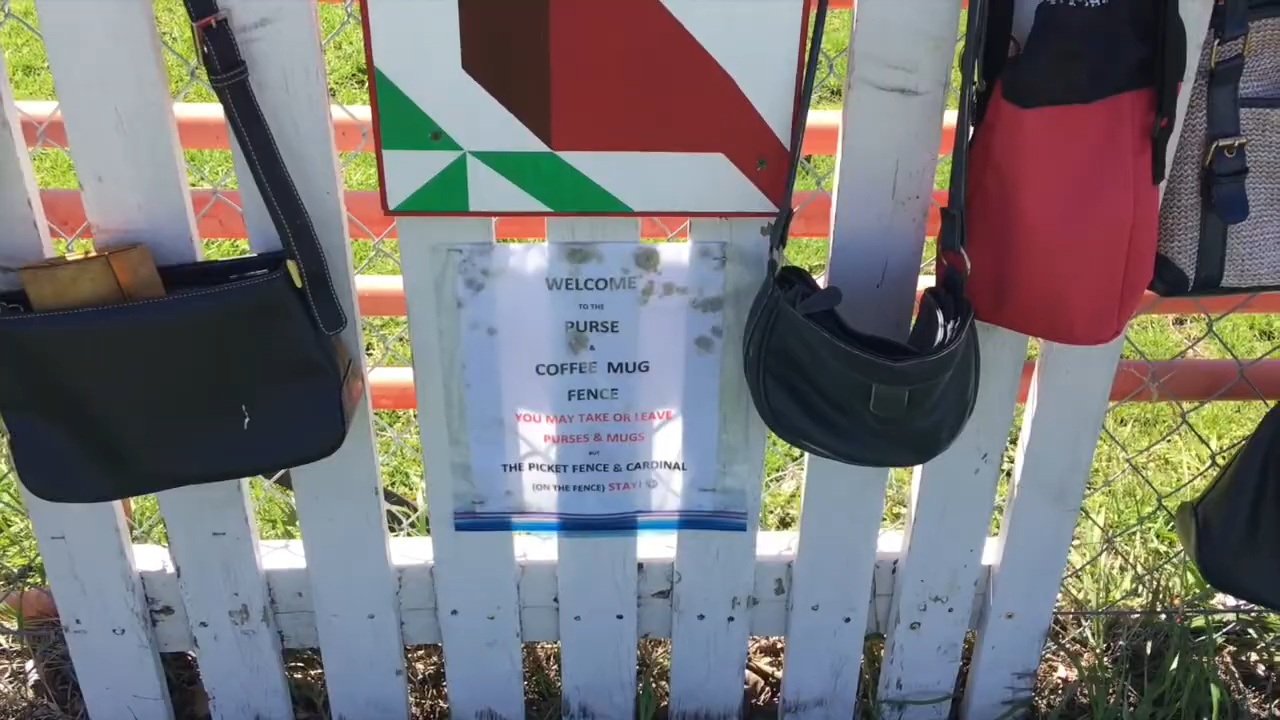 WELCOME
TO THE
PURSE
&
COFFEE MUG
FENCE
YOU MAY TAKE OR LEAVE
PURSES & MUGS
BUT
THE PICKET FENCE & CARDINAL
(ON THE FENCE) STAY! ☺